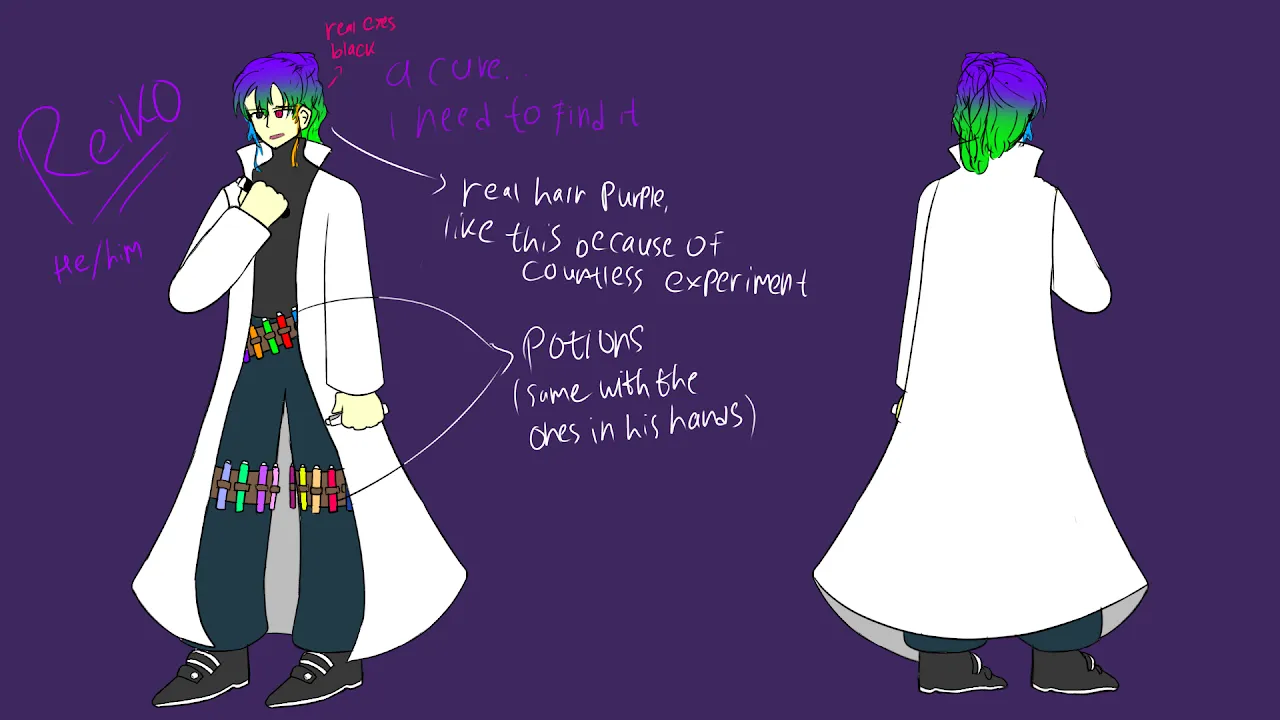 Reiko
He/him
real eyes
black
a cure...
I need to find it
real hair purple,
like this because of
countless experiment
potions
(same with the
ones in his hands)